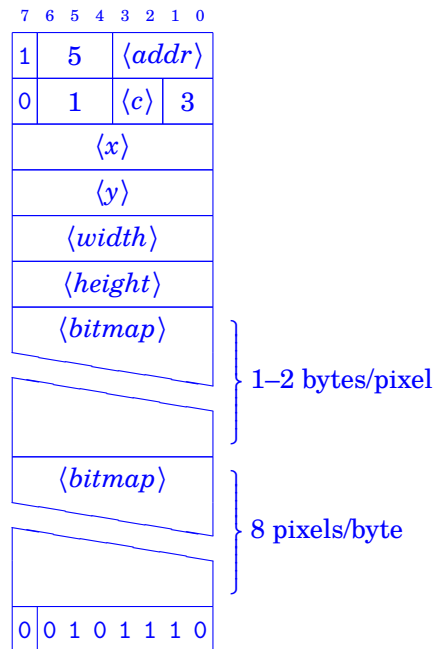 7 6 5 4 3 2 1 0
1 5 ⟨addr⟩
0 1 ⟨c⟩ 3
⟨x⟩
⟨y⟩
⟨width⟩
⟨height⟩
⟨bitmap⟩
1–2 bytes/pixel
⟨bitmap⟩
8 pixels/byte
0 0 1 0 1 1 1 0